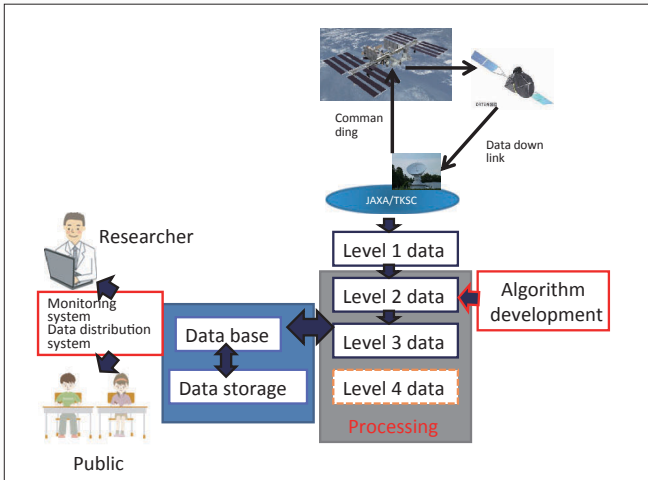 Comman
ding
Data down
link
JAXA/TKSC
Researcher
Level 1 data
Monitoring
system
Data distribution
system
Level 2 data
Algorithm
development
Data base
Level 3 data
Data storage
Level 4 data
Processing
Public